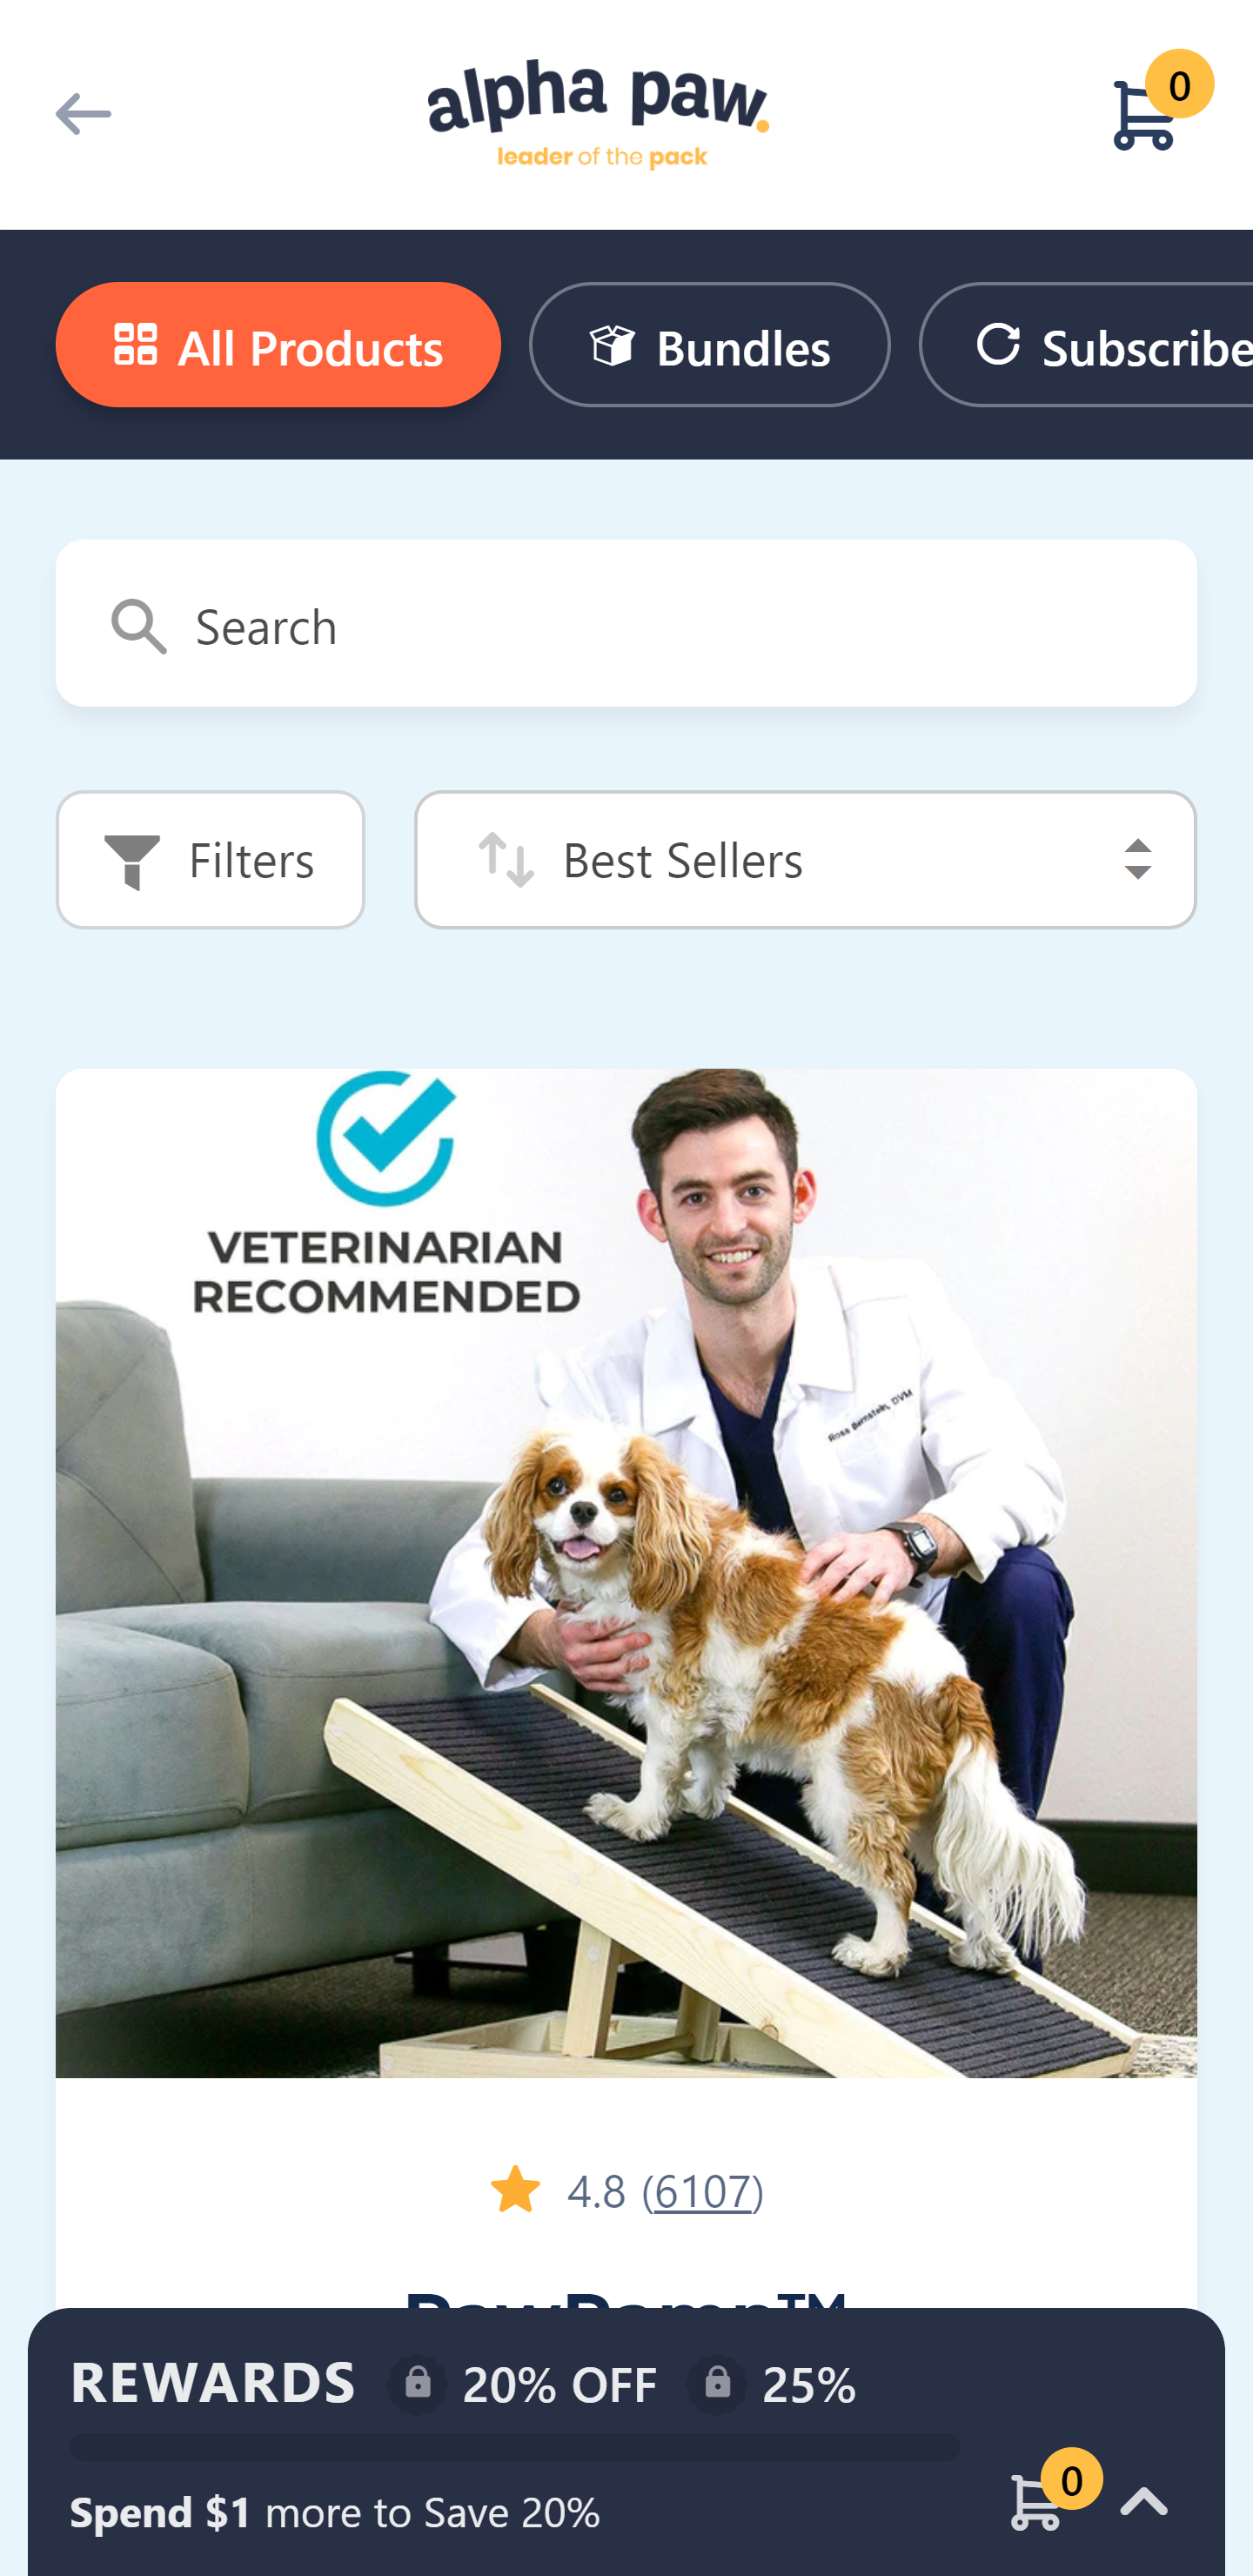 alpha paw.
leader of the pack
0
All Products
Bundles
Subscribe
Search
Filters
Best Sellers
VETERINARIAN
RECOMMENDED
Ross Bernstein, DVM
4.8 (6107)
PawRamp™
REWARDS
20% OFF
25%
Spend $1 more to Save 20%
0